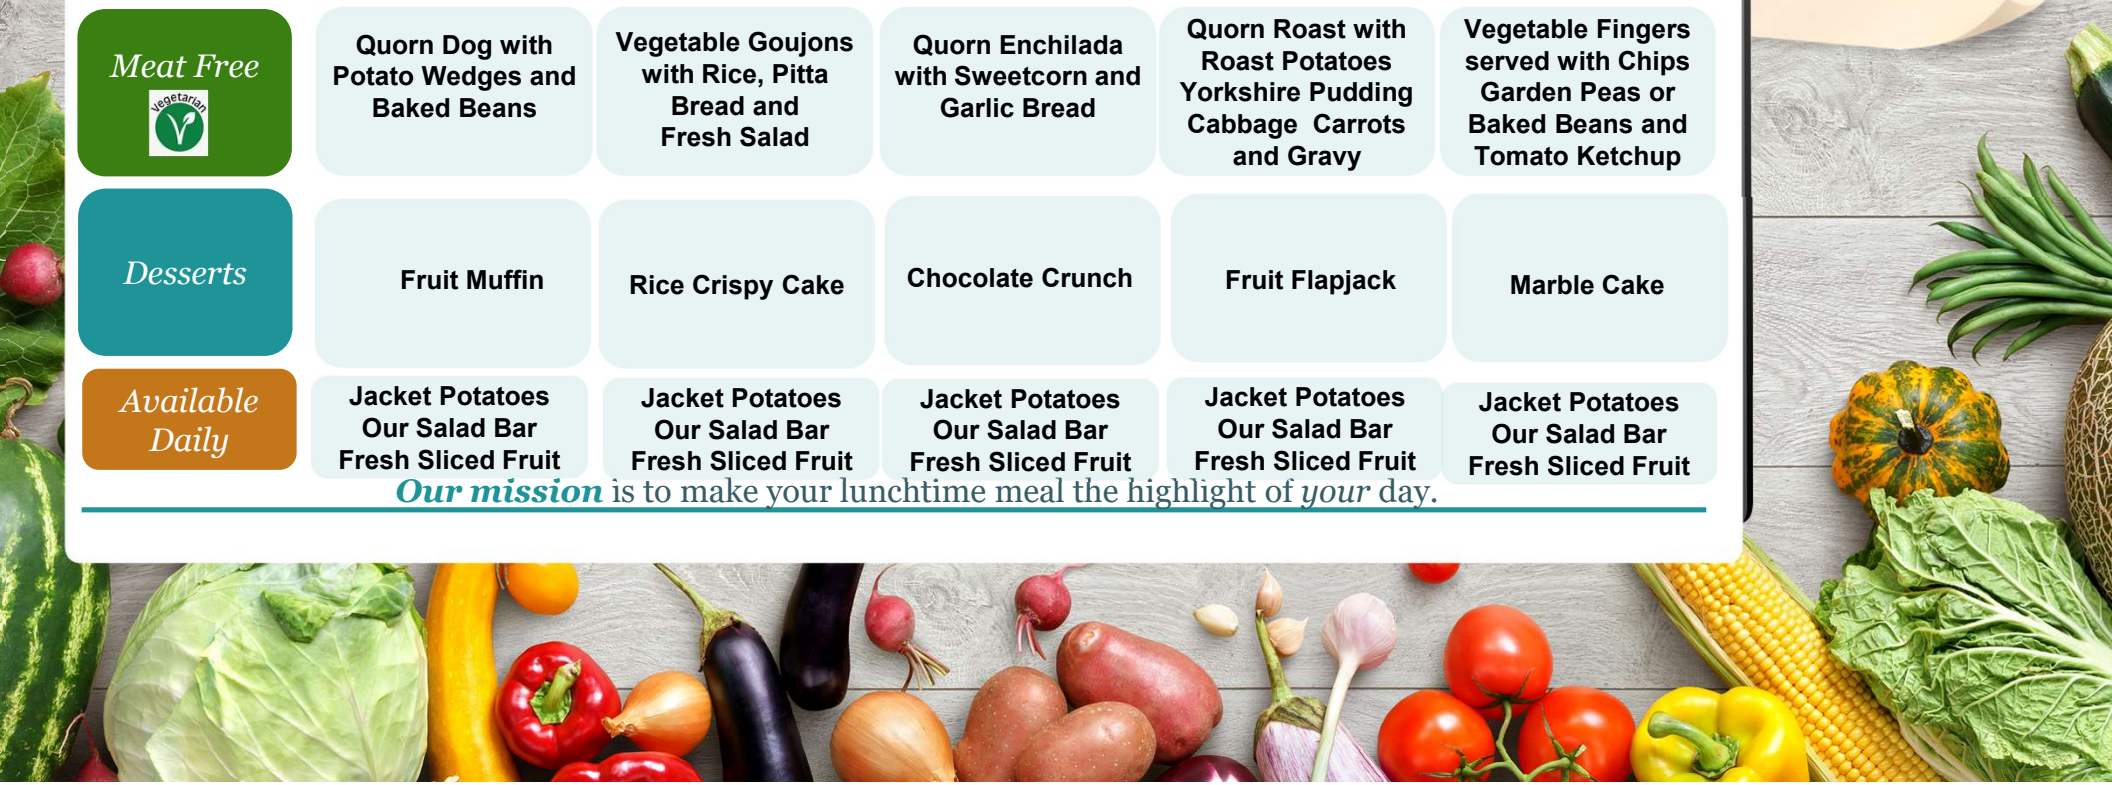 Meat Free
Vegetarian
Quorn Dog with
Potato Wedges and
Baked Beans
Vegetable Goujons
with Rice, Pitta
Bread and
Fresh Salad
Quorn Enchilada
with Sweetcorn and
Garlic Bread
Quorn Roast with
Roast Potatoes
Yorkshire Pudding
Cabbage  Carrots
and Gravy
Vegetable Fingers
served with Chips
Garden Peas or
Baked Beans and
Tomato Ketchup
Desserts
Fruit Muffin
Rice Crispy Cake
Chocolate Crunch
Fruit Flapjack
Marble Cake
Available
Daily
Jacket Potatoes
Our Salad Bar
Fresh Sliced Fruit
Jacket Potatoes
Our Salad Bar
Fresh Sliced Fruit
Jacket Potatoes
Our Salad Bar
Fresh Sliced Fruit
Jacket Potatoes
Our Salad Bar
Fresh Sliced Fruit
Jacket Potatoes
Our Salad Bar
Fresh Sliced Fruit
Our mission is to make your lunchtime meal the highlight of your day.